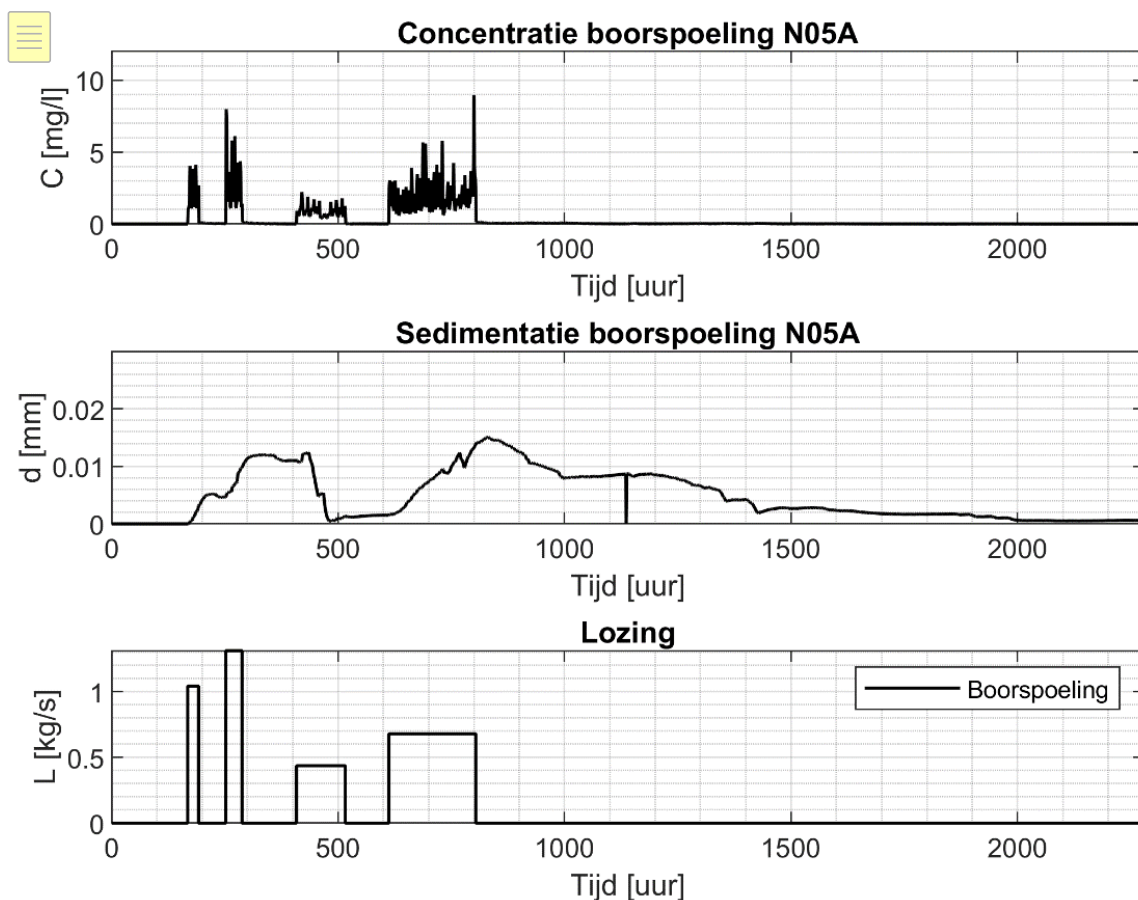 Concentratie boorspoeling N05A
C [mg/l]
10
5
0
0 500 1000 1500 2000
Tijd [uur]
Sedimentatie boorspoeling N05A
d [mm]
0.02
0.01
0
0 500 1000 1500 2000
Tijd [uur]
Lozing
L [kg/s]
1
0.5
0
Boorspoeling
0 500 1000 1500 2000
Tijd [uur]